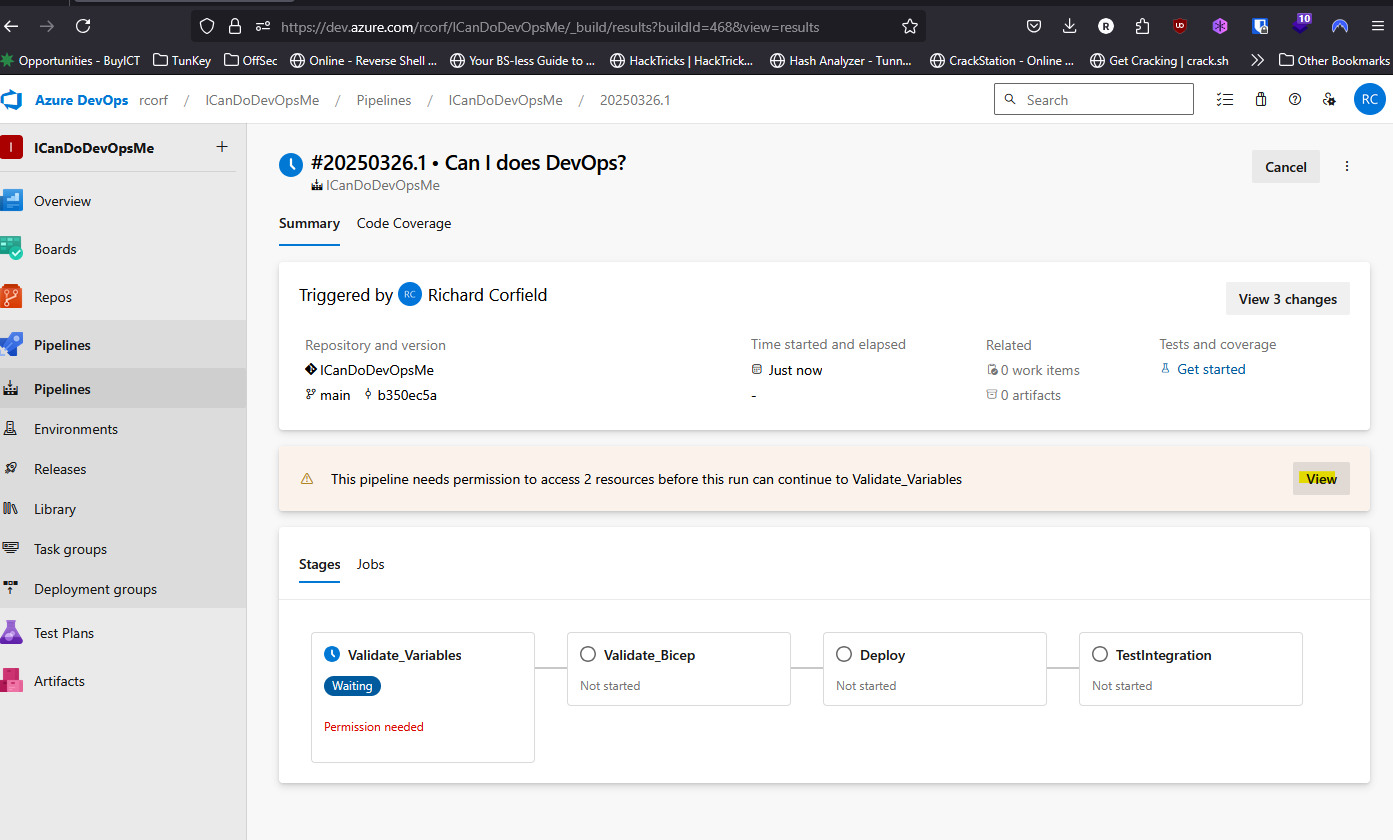 https://dev.azure.com/rcorf/ICanDoDevOpsMe/_build/results?buildId=468&view=results
R
UD
10
Opportunities - BuyICT TunKey OffSec Online - Reverse Shell ... Your BS-less Guide to ... HackTricks | HackTrick... Hash Analyzer - Tunn... CrackStation - Online ... Get Cracking | crack.sh Other Bookmarks
Azure DevOps rcorf / ICanDoDevOpsMe / Pipelines / ICanDoDevOpsMe / 20250326.1
Search
RC
I ICanDoDevOpsMe +
Overview
Boards
Repos
Pipelines
Pipelines
Environments
Releases
Library
Task groups
Deployment groups
Test Plans
Artifacts
#20250326.1 • Can I does DevOps?
ICanDoDevOpsMe
Cancel
Summary Code Coverage
Triggered by RC Richard Corfield
View 3 changes
Repository and version
ICanDoDevOpsMe
main b350ec5a
Time started and elapsed
Just now
-
Related
0 work items
0 artifacts
Tests and coverage
Get started
This pipeline needs permission to access 2 resources before this run can continue to Validate_Variables
View
Stages Jobs
Validate_Variables
Waiting
Permission needed
Validate_Bicep
Not started
Deploy
Not started
TestIntegration
Not started